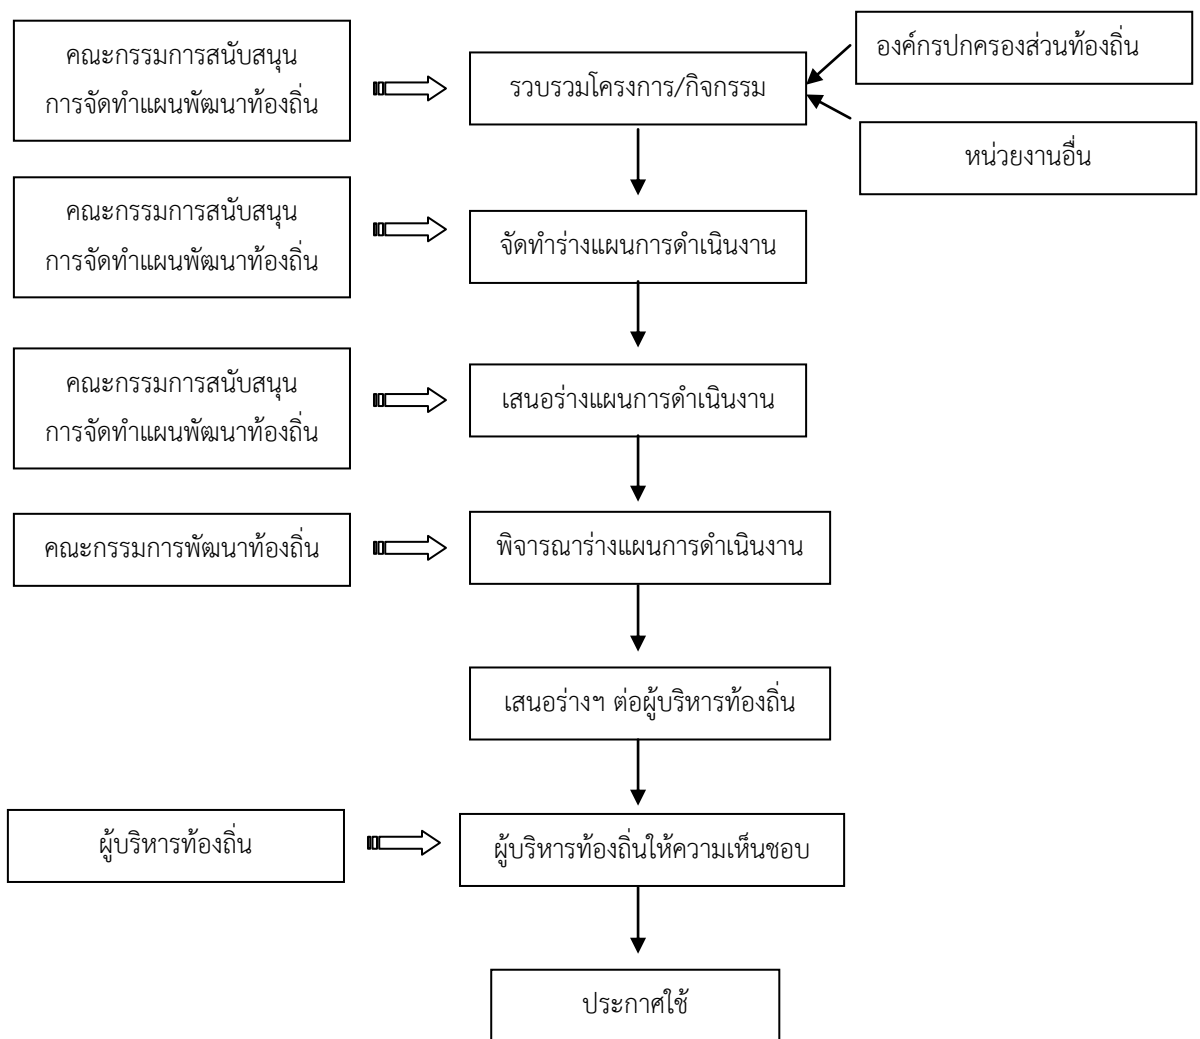 คณะกรรมการสนับสนุน
การจัดทำแผนพัฒนาท้องถิ่น
รวบรวมโครงการ/กิจกรรม
องค์กรปกครองส่วนท้องถิ่น
หน่วยงานอื่น
คณะกรรมการสนับสนุน
การจัดทำแผนพัฒนาท้องถิ่น
จัดทำร่างแผนการดำเนินงาน
คณะกรรมการสนับสนุน
การจัดทำแผนพัฒนาท้องถิ่น
เสนอร่างแผนการดำเนินงาน
คณะกรรมการพัฒนาท้องถิ่น
พิจารณาร่างแผนการดำเนินงาน
เสนอร่างฯ ต่อผู้บริหารท้องถิ่น
ผู้บริหารท้องถิ่น
ผู้บริหารท้องถิ่นให้ความเห็นชอบ
ประกาศใช้